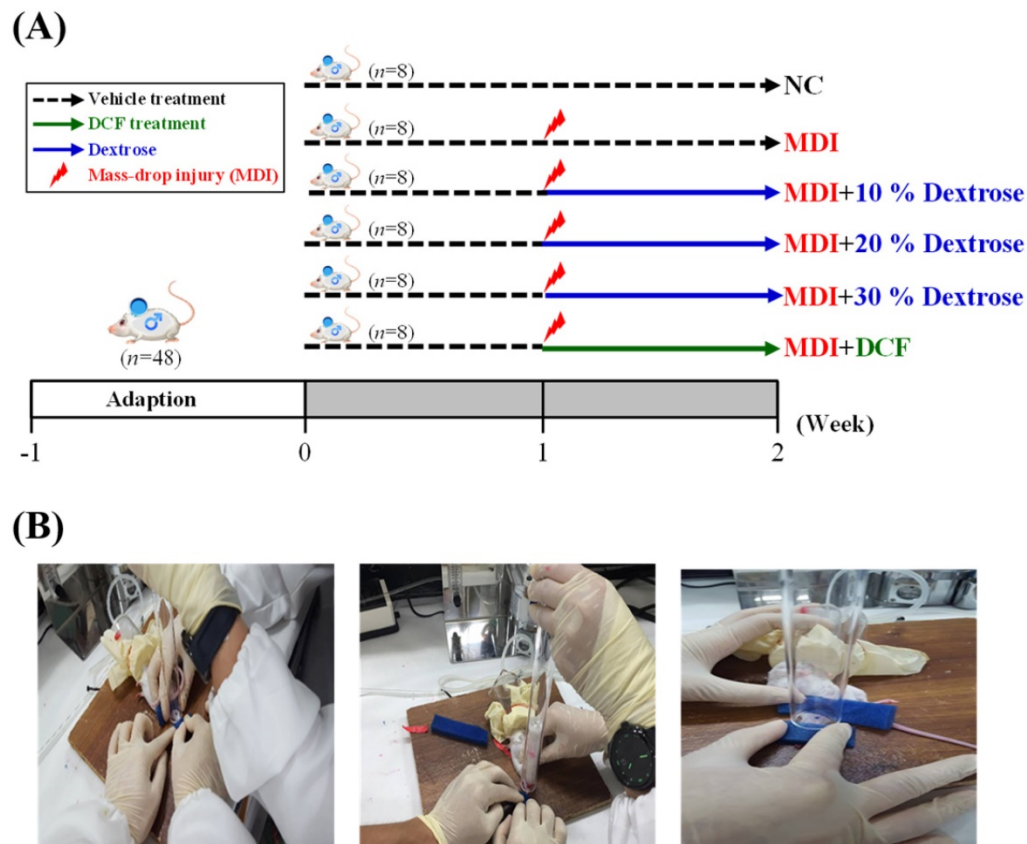 (A)
Vehicle treatment
DCF treatment
Dextrose
Mass-drop injury (MDI)
(n=8) NC
(n=8) MDI
(n=8) MDI+10 % Dextrose
(n=8) MDI+20 % Dextrose
(n=8) MDI+30 % Dextrose
(n=8) MDI+DCF
(n=48)
Adaption
(Week)
-1 0 1 2
(B)